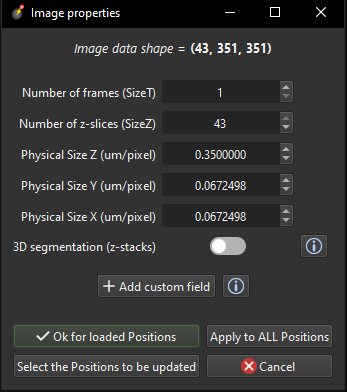 Image properties
Image data shape = (43, 351, 351)
Number of frames (SizeT) 1
Number of z-slices (SizeZ) 43
Physical Size Z (um/pixel) 0.3500000
Physical Size Y (um/pixel) 0.0672498
Physical Size X (um/pixel) 0.0672498
3D segmentation (z-stacks)
Add custom field
Ok for loaded Positions Apply to ALL Positions
Select the Positions to be updated Cancel